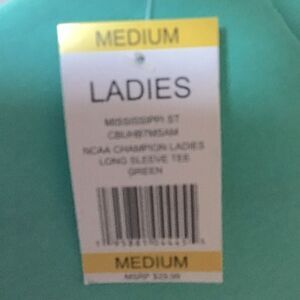 MEDIUM
LADIES
MISSISSIPPI ST
NCAA CHAMPION LADIES
LONG SLEEVE TEE
GREEN
MEDIUM
MSRP $29.99